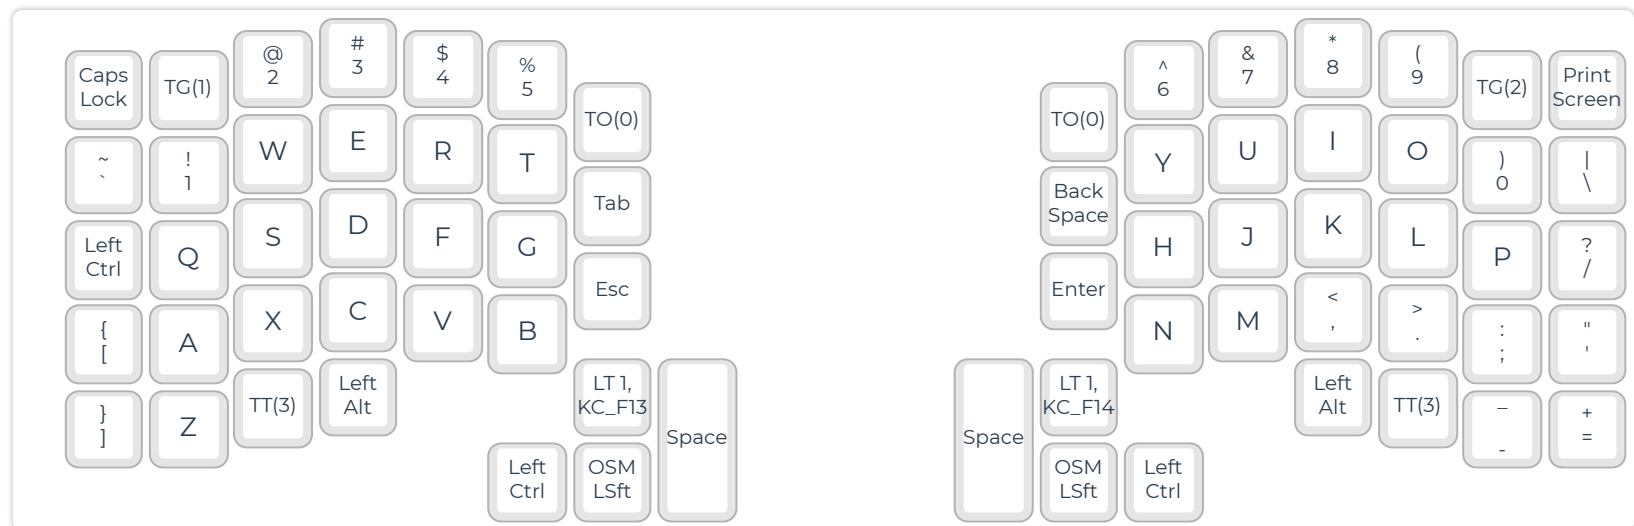 Caps
Lock
TG(1)
@
2
#
3
$
4
%
5
TO(0)
~
`
!
1
W
E
R
T
Tab
Left
Ctrl
Q
S
D
F
G
Esc
{
[
A
X
C
V
B
}
]
Z
TT(3)
Left
Alt
LT 1,
KC_F13
Space
Left
Ctrl
OSM
LSft
TO(0)
^
6
&
7
*
8
(
9
TG(2)
Print
Screen
Back
Space
Y
U
I
O
)
0
|
\
Enter
H
J
K
L
P
?
/
N
M
<
,
>
.
:
;
"
'
Space
LT 1,
KC_F14
Left
Alt
TT(3)
_
-
+
=
OSM
LSft
Left
Ctrl